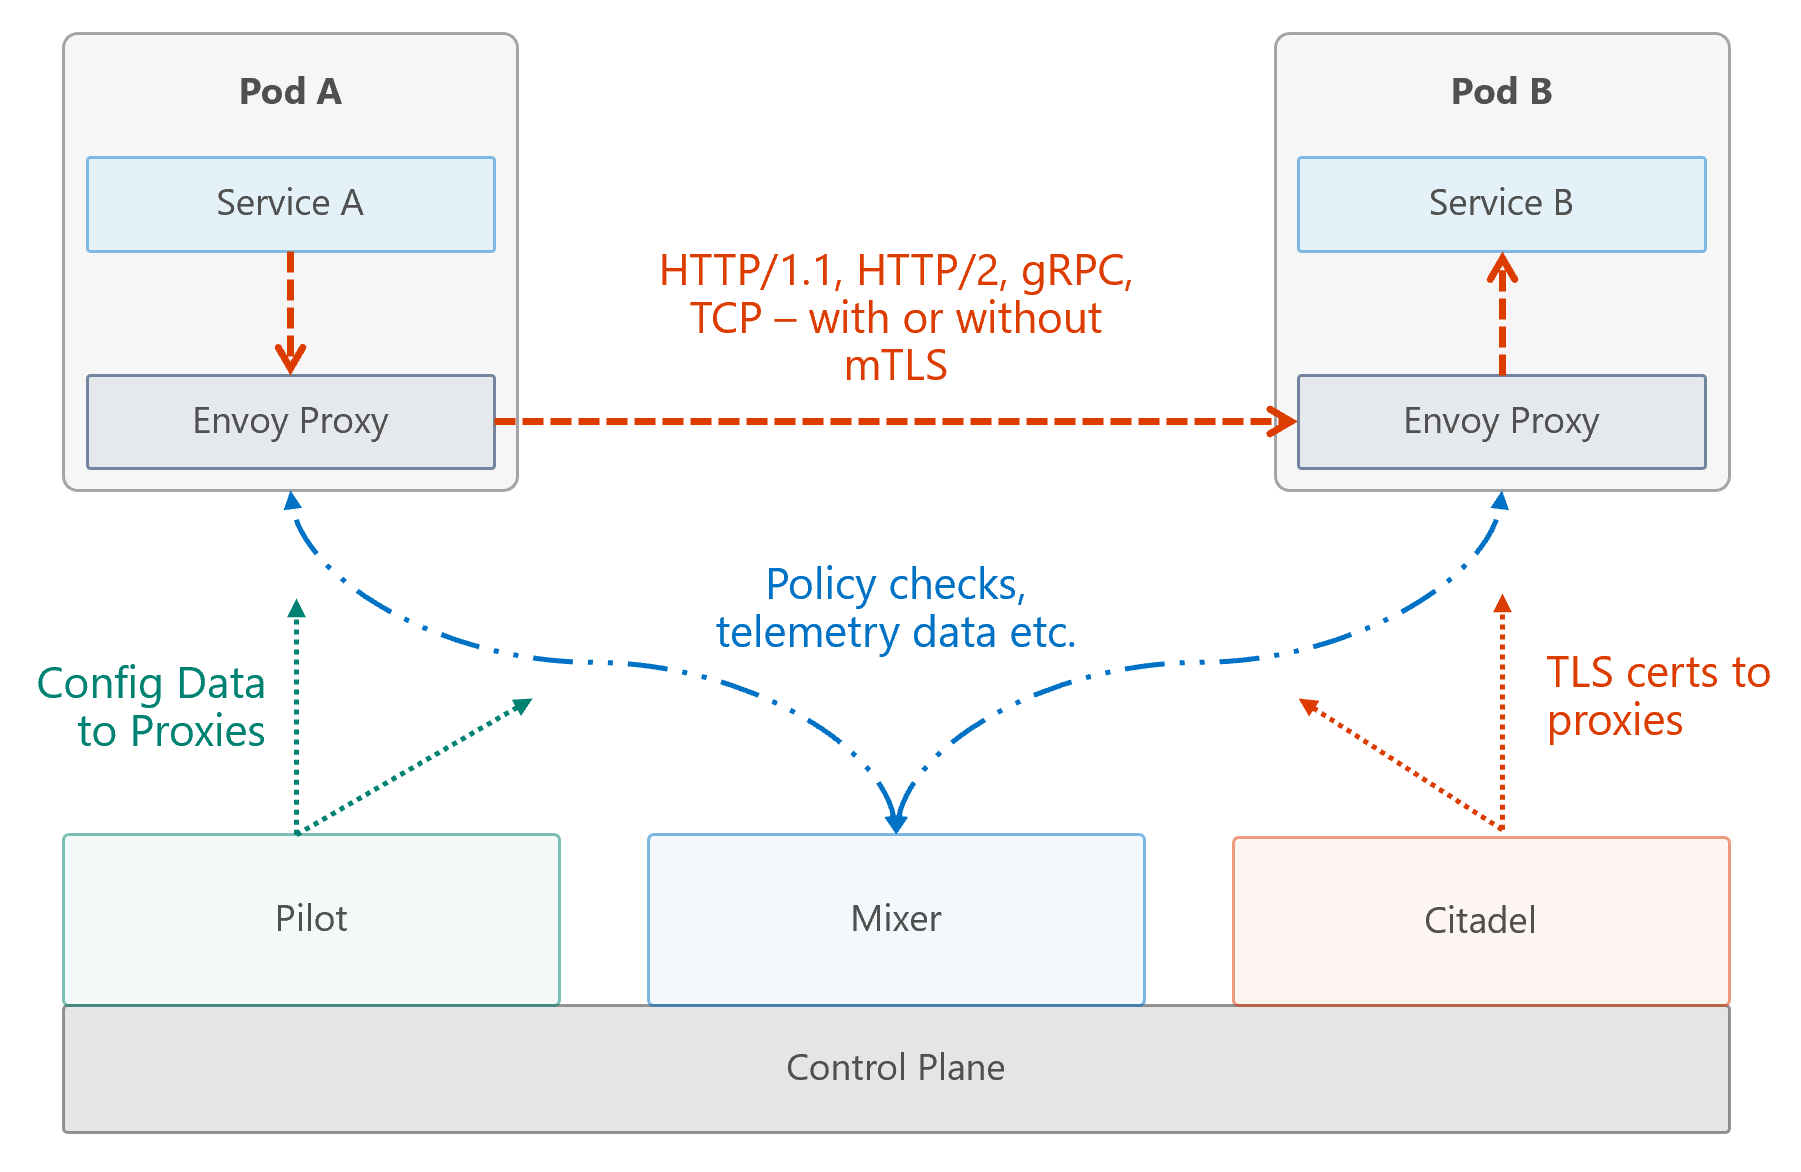 Pod A
Pod B
Service A
Service B
HTTP/1.1, HTTP/2, gRPC,
TCP – with or without
mTLS
Envoy Proxy
Envoy Proxy
Policy checks,
telemetry data etc.
Config Data
to Proxies
TLS certs to
proxies
Pilot
Mixer
Citadel
Control Plane